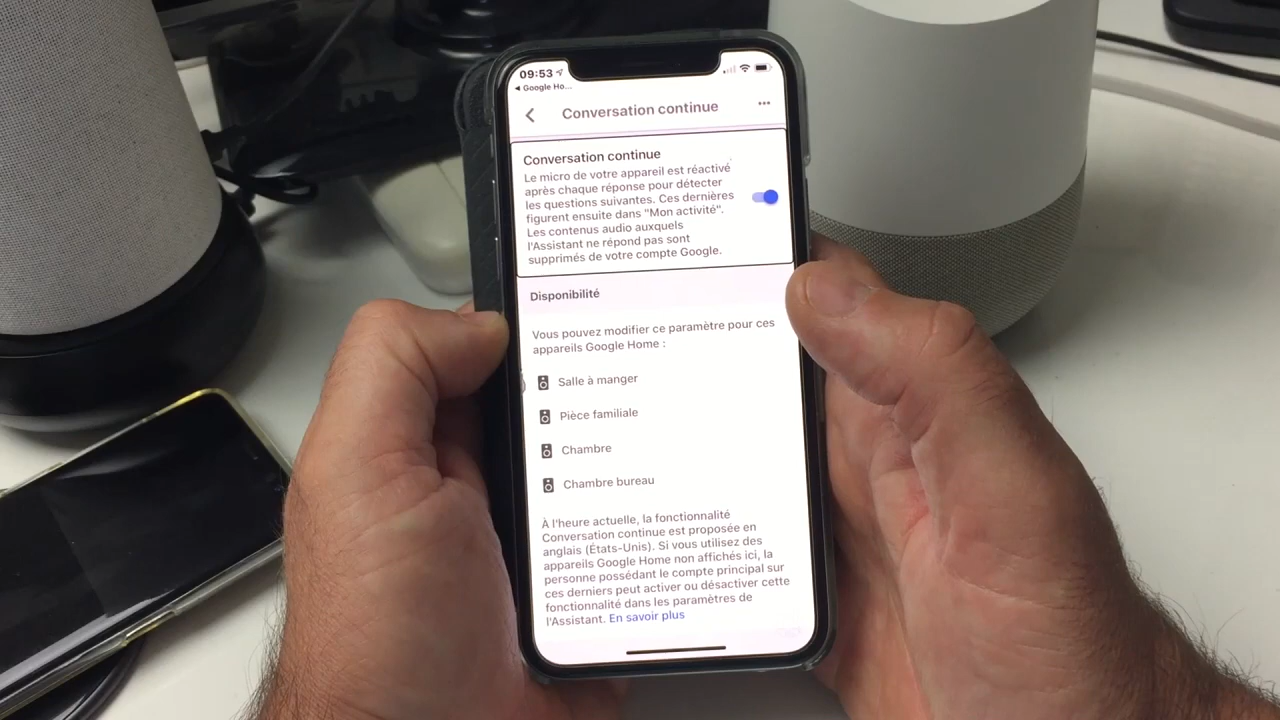 09:53
◀ Google Ho...
Conversation continue
Conversation continue
Le micro de votre appareil est réactivé
après chaque réponse pour détecter
les questions suivantes. Ces dernières
figurent ensuite dans "Mon activité".
Les contenus audio auxquels
l'Assistant ne répond pas sont
supprimés de votre compte Google.
Disponibilité
Vous pouvez modifier ce paramètre pour ces
appareils Google Home :
Salle à manger
Pièce familiale
Chambre
Chambre bureau
À l'heure actuelle, la fonctionnalité
Conversation continue est proposée en
anglais (États-Unis). Si vous utilisez des
appareils Google Home non affichés ici, la
personne possédant le compte principal sur
ces derniers peut activer ou désactiver cette
fonctionnalité dans les paramètres de
l'Assistant. En savoir plus